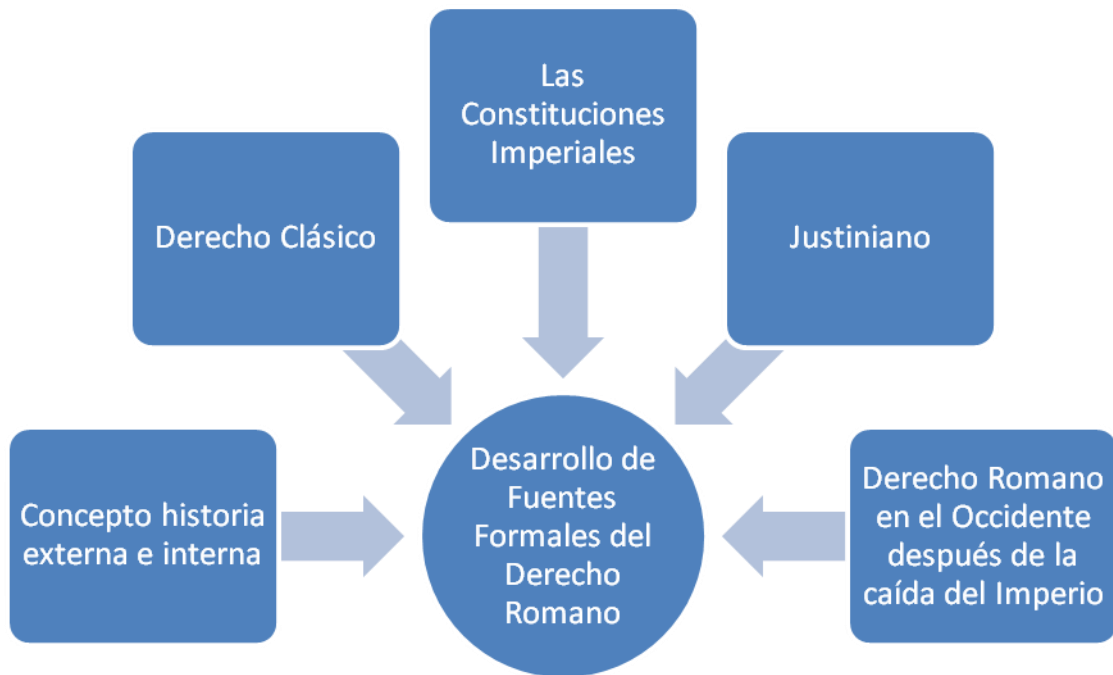 Las
Constituciones
Imperiales
Derecho Clásico
Justiniano
Concepto historia
externa e interna
Desarrollo de
Fuentes
Formales del
Derecho
Romano
Derecho Romano
en el Occidente
después de la
caída del Imperio